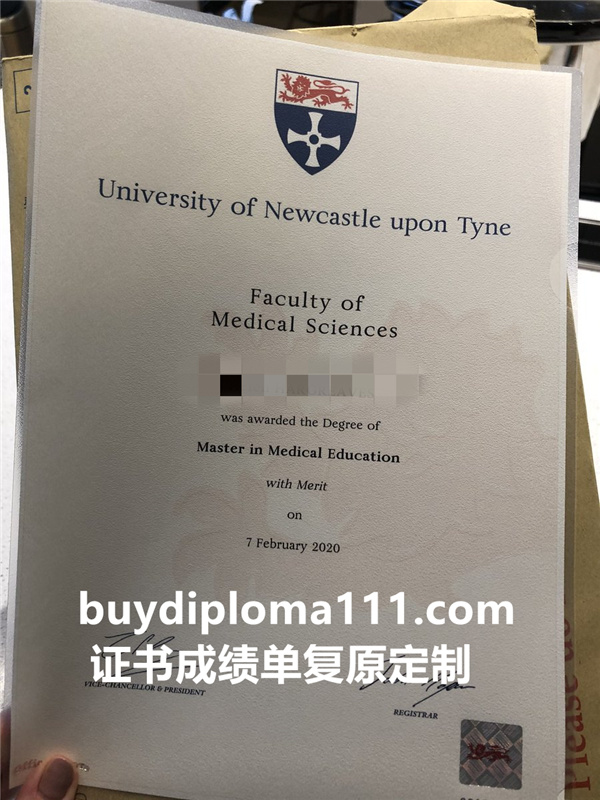 University of Newcastle upon Tyne
Faculty of
Medical Sciences
was awarded the Degree of
Master in Medical Education
with Merit
on
7 February 2020
buydiploma111.com
证书成绩单复原定制
VICE-CHANCELLOR & PRESIDENT
REGISTRAR
Please do